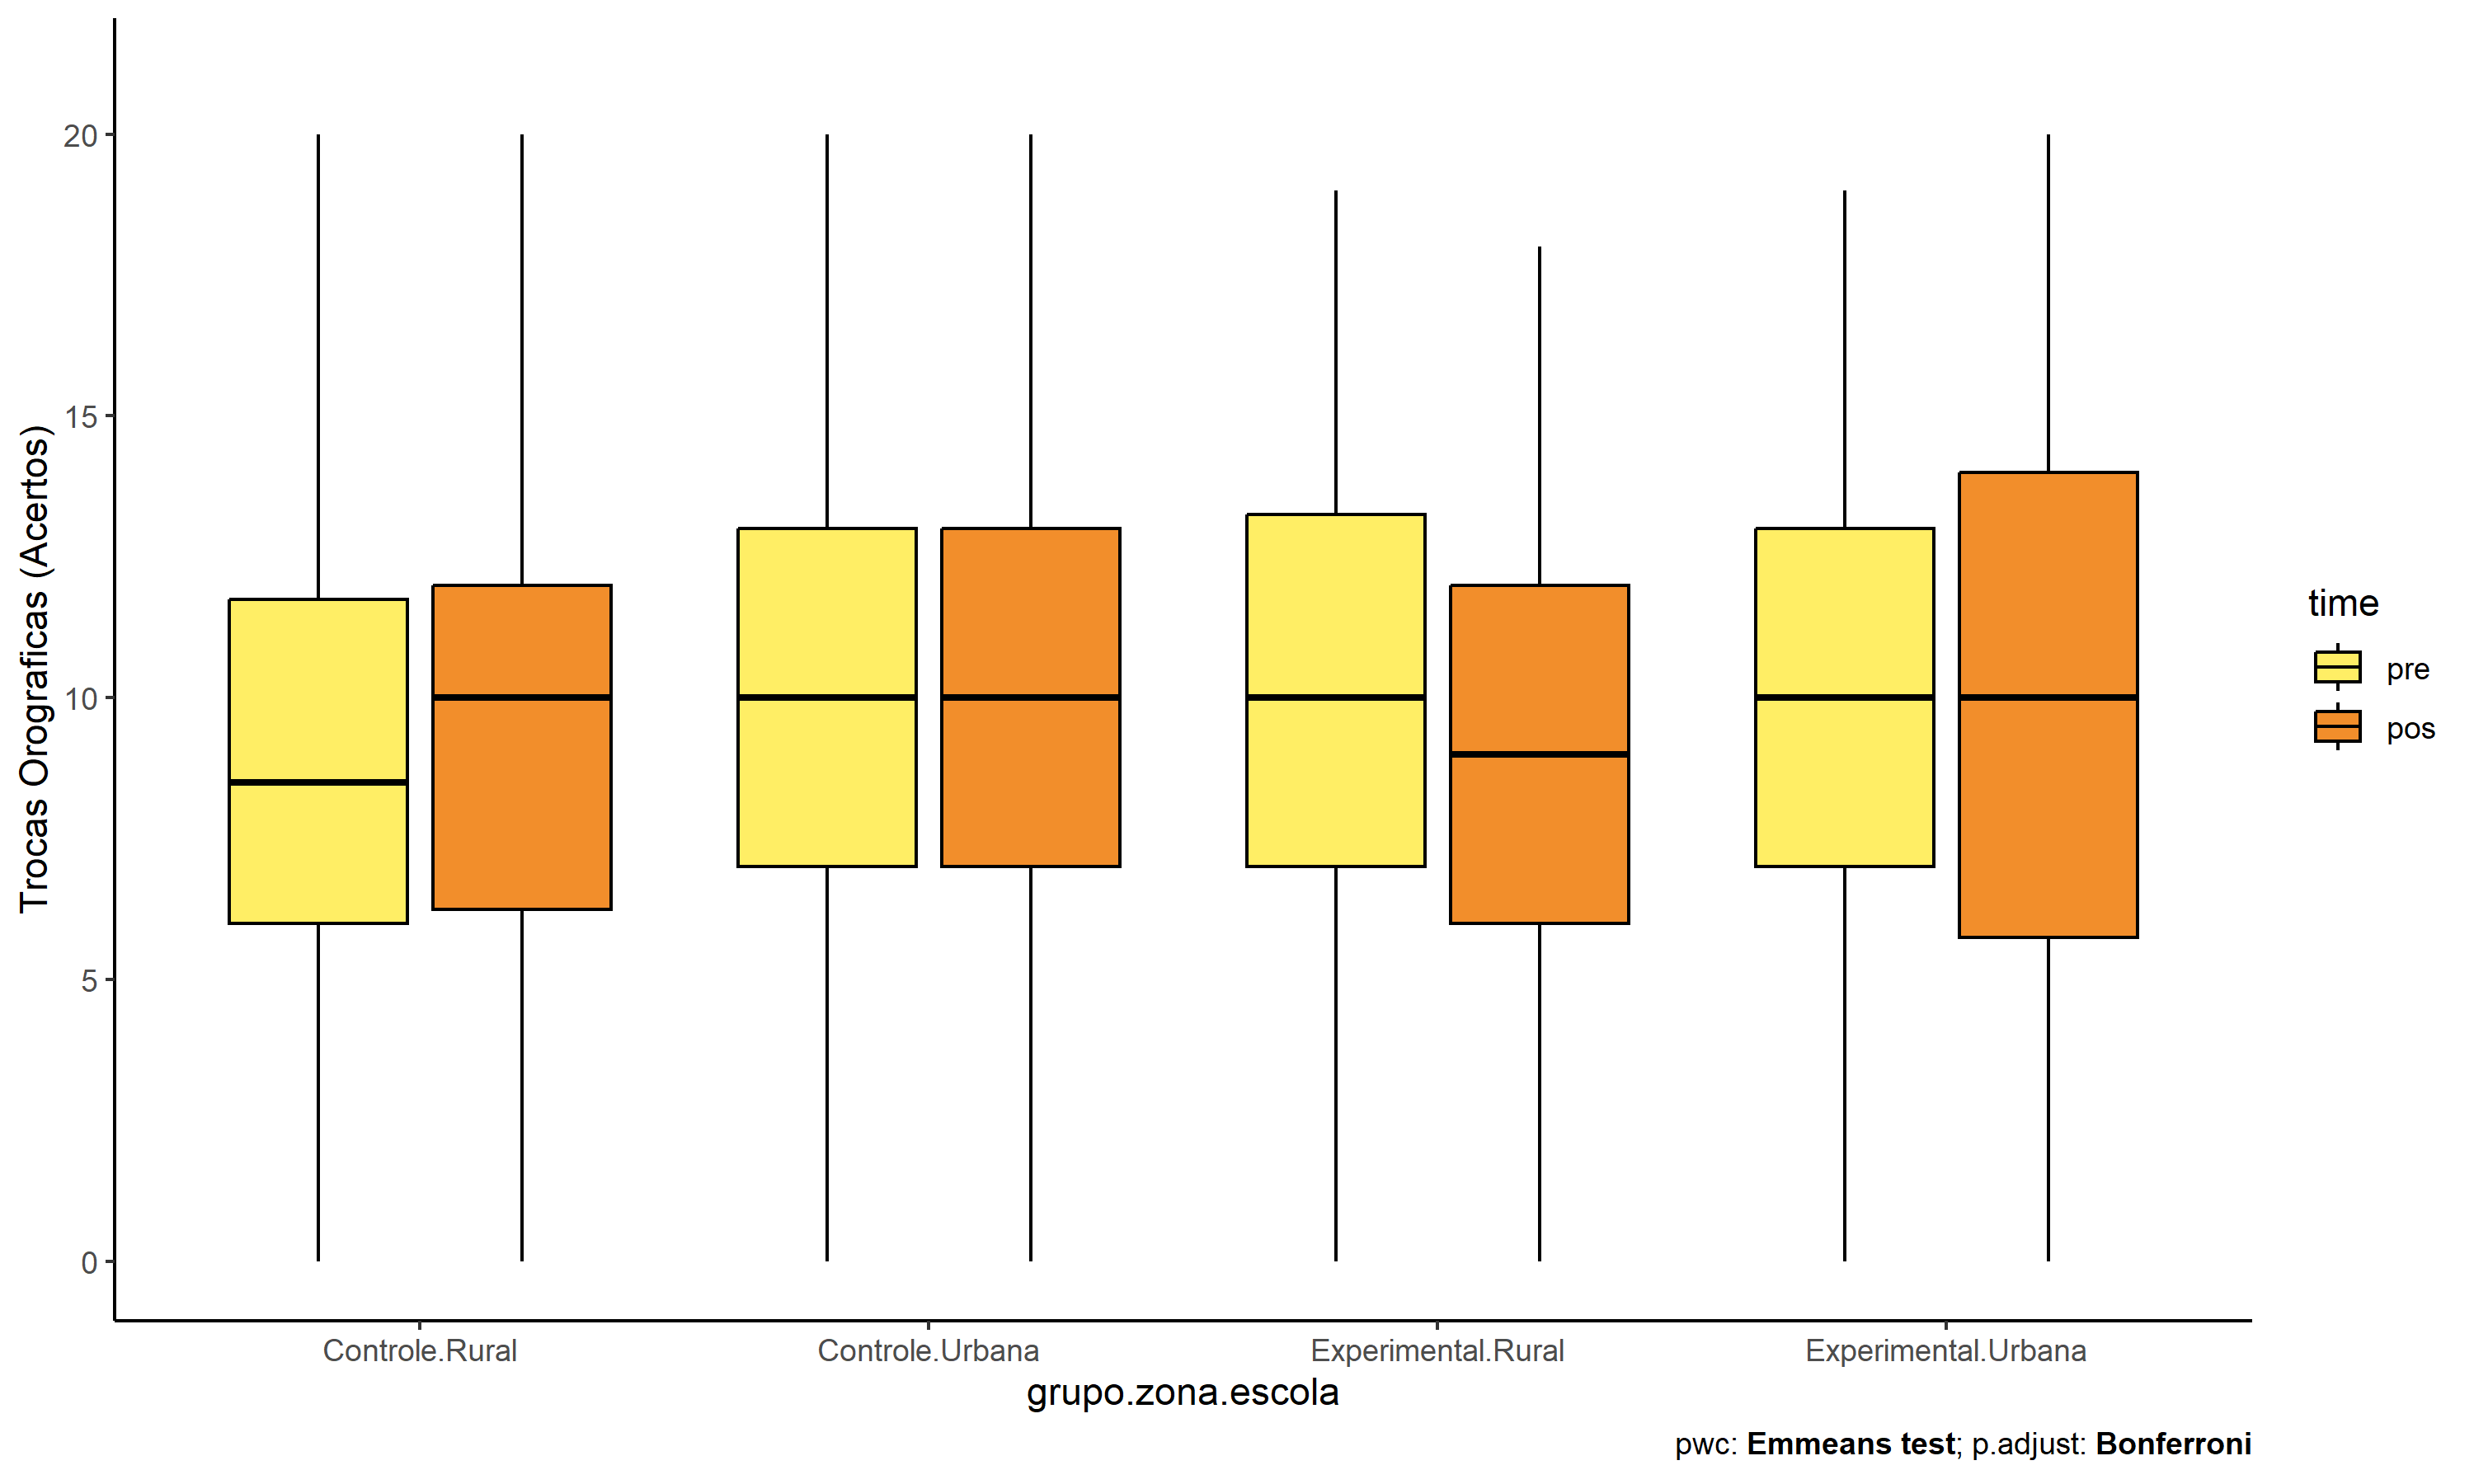 Trocas Orograficas (Acertos)
20
15
10
5
0
Controle.Rural
Controle.Urbana
Experimental.Rural
Experimental.Urbana
grupo.zona.escola
pwc: Emmeans test; p.adjust: Bonferroni
time
pre
pos